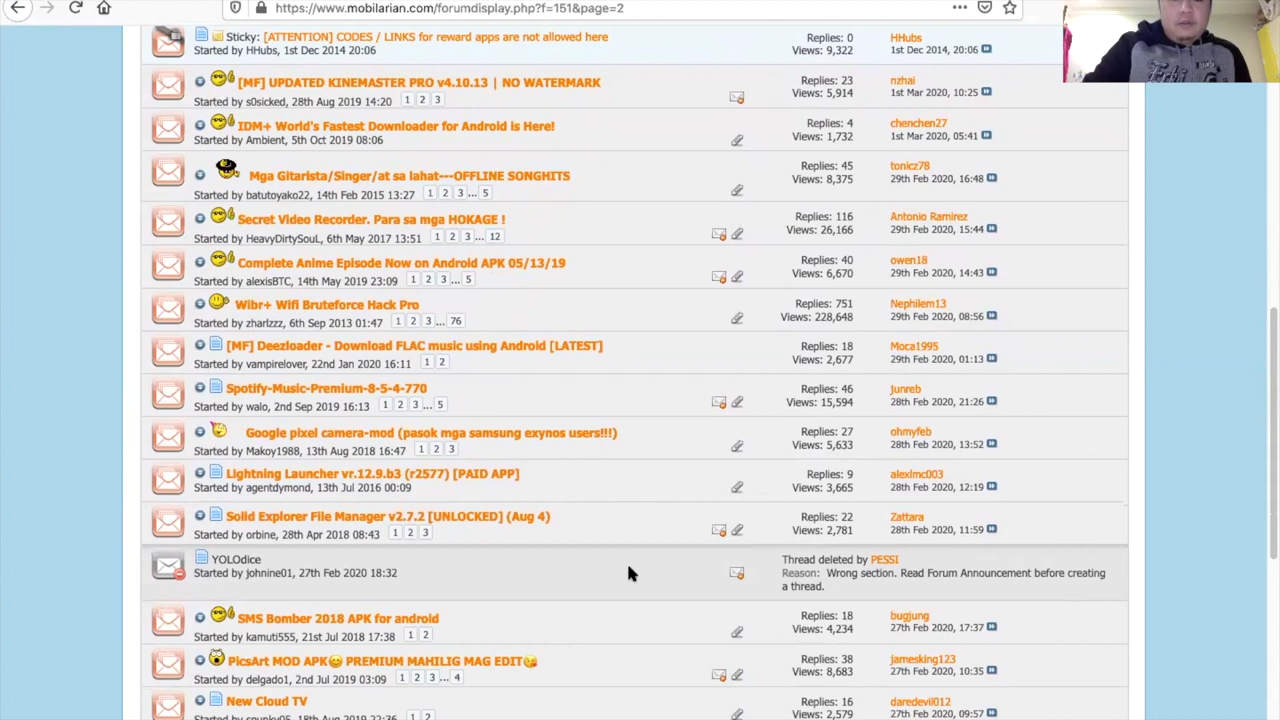 https://www.mobilarian.com/forumdisplay.php?f=151&page=2
Sticky: [ATTENTION] CODES / LINKS for reward apps are not allowed here
Started by HHubs, 1st Dec 2014 20:06
Replies: 0
Views: 9,322
HHubs
1st Dec 2014, 20:06
[MF] UPDATED KINEMASTER PRO v4.10.13 | NO WATERMARK
Started by s0sicked, 28th Aug 2019 14:20 1 2 3
Replies: 23
Views: 5,914
nzhai
1st Mar 2020, 10:25
IDM+ World's Fastest Downloader for Android is Here!
Started by Ambient, 5th Oct 2019 08:06
Replies: 4
Views: 1,732
chenchen27
1st Mar 2020, 05:41
Mga Gitarista/Singer/at sa lahat---OFFLINE SONGHITS
Started by batutoyako22, 14th Feb 2015 13:27 1 2 3 ... 5
Replies: 45
Views: 8,375
tonicz78
29th Feb 2020, 16:48
Secret Video Recorder. Para sa mga HOKAGE !
Started by HeavyDirtySouL, 6th May 2017 13:51 1 2 3 ... 12
Replies: 116
Views: 26,166
Antonio Ramirez
29th Feb 2020, 15:44
Complete Anime Episode Now on Android APK 05/13/19
Started by alexisBTC, 14th May 2019 23:09 1 2 3 ... 5
Replies: 40
Views: 6,670
owen18
29th Feb 2020, 14:43
Wibr+ Wifi Bruteforce Hack Pro
Started by zharlzzz, 6th Sep 2013 01:47 1 2 3 ... 76
Replies: 751
Views: 228,648
Nephilem13
29th Feb 2020, 08:56
[MF] Deezloader - Download FLAC music using Android [LATEST]
Started by vampirelover, 22nd Jan 2020 16:11 1 2
Replies: 18
Views: 2,677
Moca1995
29th Feb 2020, 01:13
Spotify-Music-Premium-8-5-4-770
Started by walo, 2nd Sep 2019 16:13 1 2 3 ... 5
Replies: 46
Views: 15,594
junreb
28th Feb 2020, 21:26
Google pixel camera-mod (pasok mga samsung exynos users!!!)
Started by Makoy1988, 13th Aug 2018 16:47 1 2 3
Replies: 27
Views: 5,633
ohmyfeb
28th Feb 2020, 13:52
Lightning Launcher vr.12.9.b3 (r2577) [PAID APP]
Started by agentdymond, 13th Jul 2016 00:09
Replies: 9
Views: 3,665
alexlmc003
28th Feb 2020, 12:19
Solid Explorer File Manager v2.7.2 [UNLOCKED] (Aug 4)
Started by orbine, 28th Apr 2018 08:43 1 2 3
Replies: 22
Views: 2,781
Zattara
28th Feb 2020, 11:59
YOLOdice
Started by johnine01, 27th Feb 2020 18:32
Thread deleted by PESSI
Reason: Wrong section. Read Forum Announcement before creating
a thread.
SMS Bomber 2018 APK for android
Started by kamuti555, 21st Jul 2018 17:38 1 2
Replies: 18
Views: 4,234
bugjung
27th Feb 2020, 17:37
PicsArt MOD APK😊 PREMIUM MAHILIG MAG EDIT😘
Started by delgado1, 2nd Jul 2019 03:09 1 2 3 ... 4
Replies: 38
Views: 8,683
jamesking123
27th Feb 2020, 10:35
New Cloud TV
Started by spunky05, 18th Aug 2019 22:36 1 2
Replies: 16
Views: 2,579
daredevil012
27th Feb 2020, 09:57